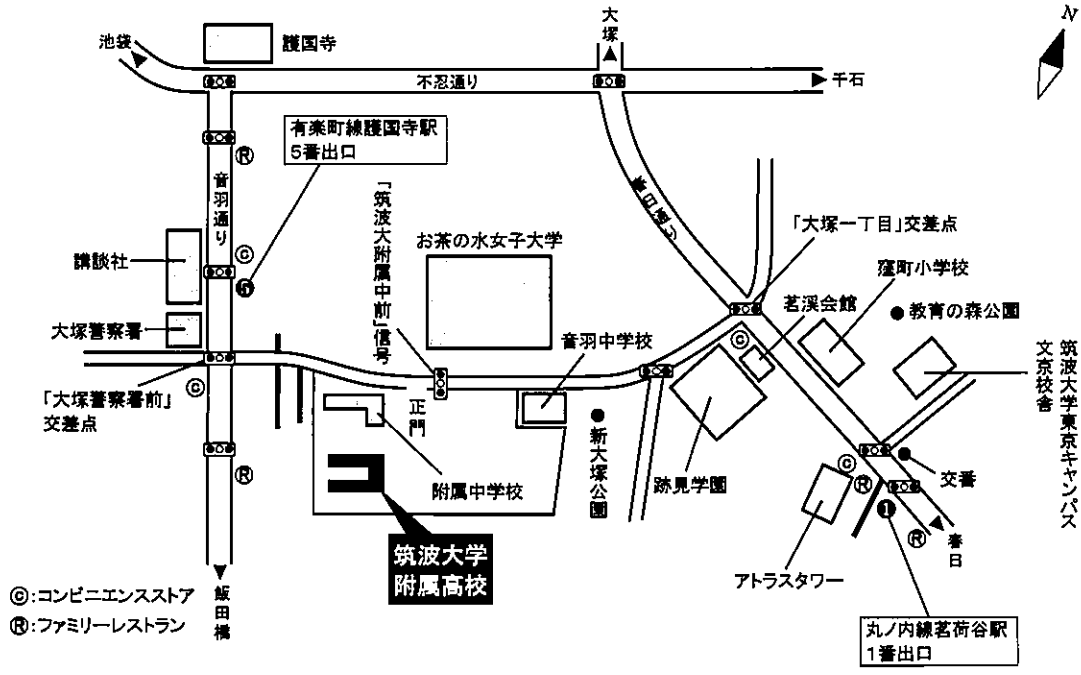 大塚
N
池袋
護国寺
不忍通り
千石
有楽町線護国寺駅
5番出口
Ⓡ
音羽通り
「筑波大附属中前」信号
春日通り
お茶の水女子大学
「大塚一丁目」交差点
講談社
ⓒ
5
窪町小学校
茗渓会館
教育の森公園
大塚警察署
音羽中学校
ⓒ
筑波大学東京キャンパス
文京校舎
「大塚警察署前」
交差点
ⓒ
正門
新大塚公園
跡見学園
Ⓡ
附属中学校
ⓒ
Ⓡ
交番
1
Ⓡ
春日
筑波大学
附属高校
アトラスタワー
ⓒ:コンビニエンスストア
Ⓡ:ファミリーレストラン
飯田橋
丸ノ内線茗荷谷駅
1番出口